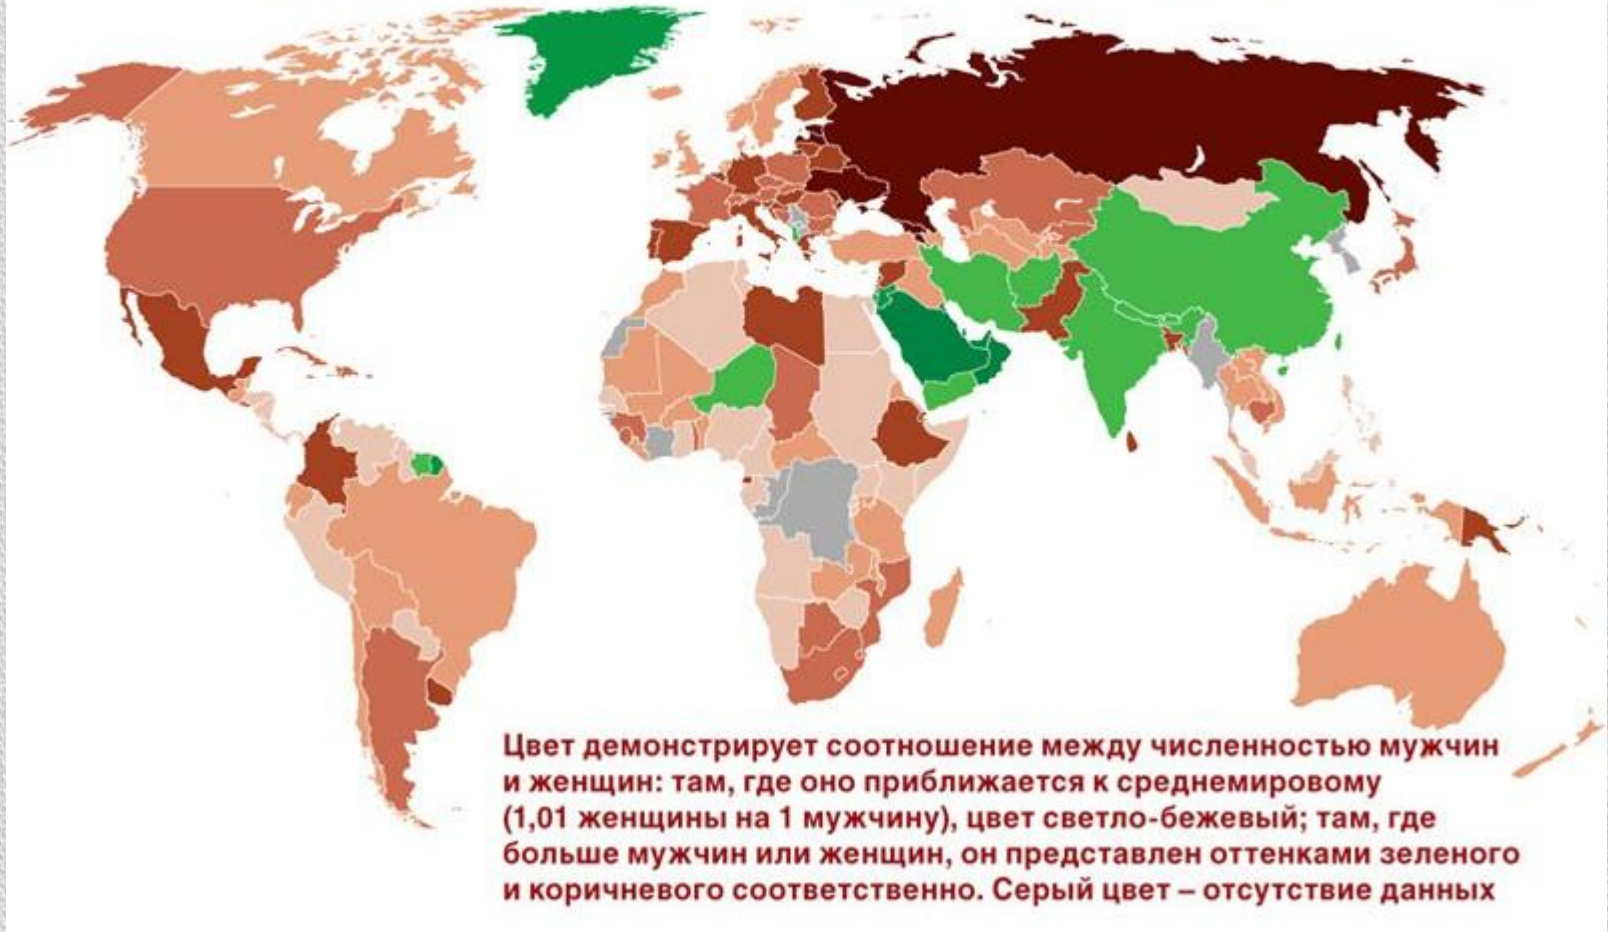 Цвет демонстрирует соотношение между численностью мужчин
и женщин: там, где оно приближается к среднемировому
(1,01 женщины на 1 мужчину), цвет светло-бежевый; там, где
больше мужчин или женщин, он представлен оттенками зеленого
и коричневого соответственно. Серый цвет – отсутствие данных